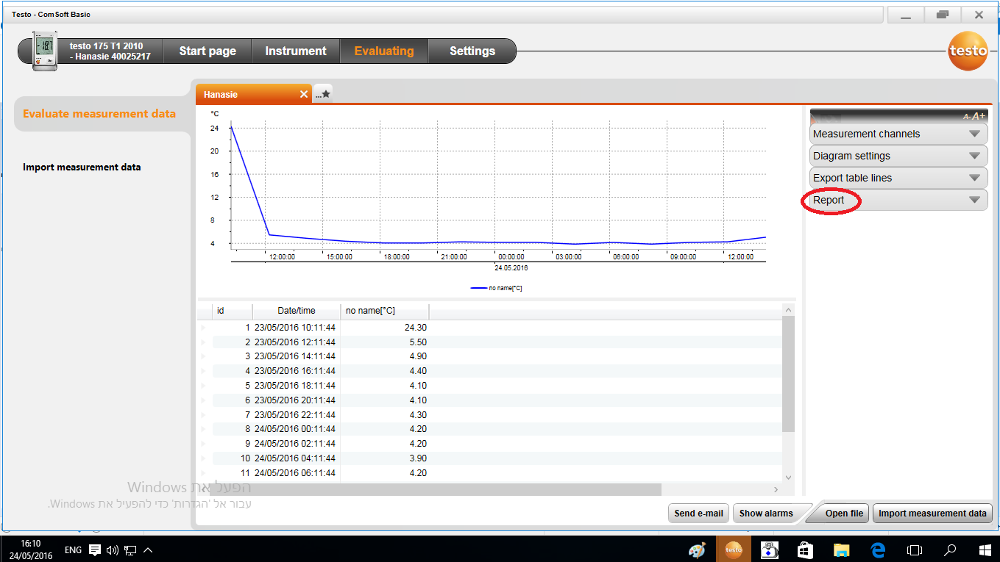 Testo - ComSoft Basic
testo 175 T1 2010
- Hanasie 40025217
Start page
Instrument
Evaluating
Settings
testo
Evaluate measurement data
Import measurement data
Hanasie
...★
A- A+
Measurement channels
Diagram settings
Export table lines
Report
°C
24
20
16
12
8
4
12:00:00 15:00:00 18:00:00 21:00:00 00:00:00 03:00:00 06:00:00 09:00:00 12:00:00
24.05.2016
no name[°C]
id Date/time no name[°C]
1 23/05/2016 10:11:44 24.30
2 23/05/2016 12:11:44 5.50
3 23/05/2016 14:11:44 4.90
4 23/05/2016 16:11:44 4.40
5 23/05/2016 18:11:44 4.10
6 23/05/2016 20:11:44 4.10
7 23/05/2016 22:11:44 4.30
8 24/05/2016 00:11:44 4.20
9 24/05/2016 02:11:44 4.20
10 24/05/2016 04:11:44 3.90
11 24/05/2016 06:11:44 4.20
הפעל את Windows
עבור אל 'הגדרות' כדי להפעיל את Windows.
Send e-mail
Show alarms
Open file
Import measurement data
16:10
24/05/2016
ENG
testo